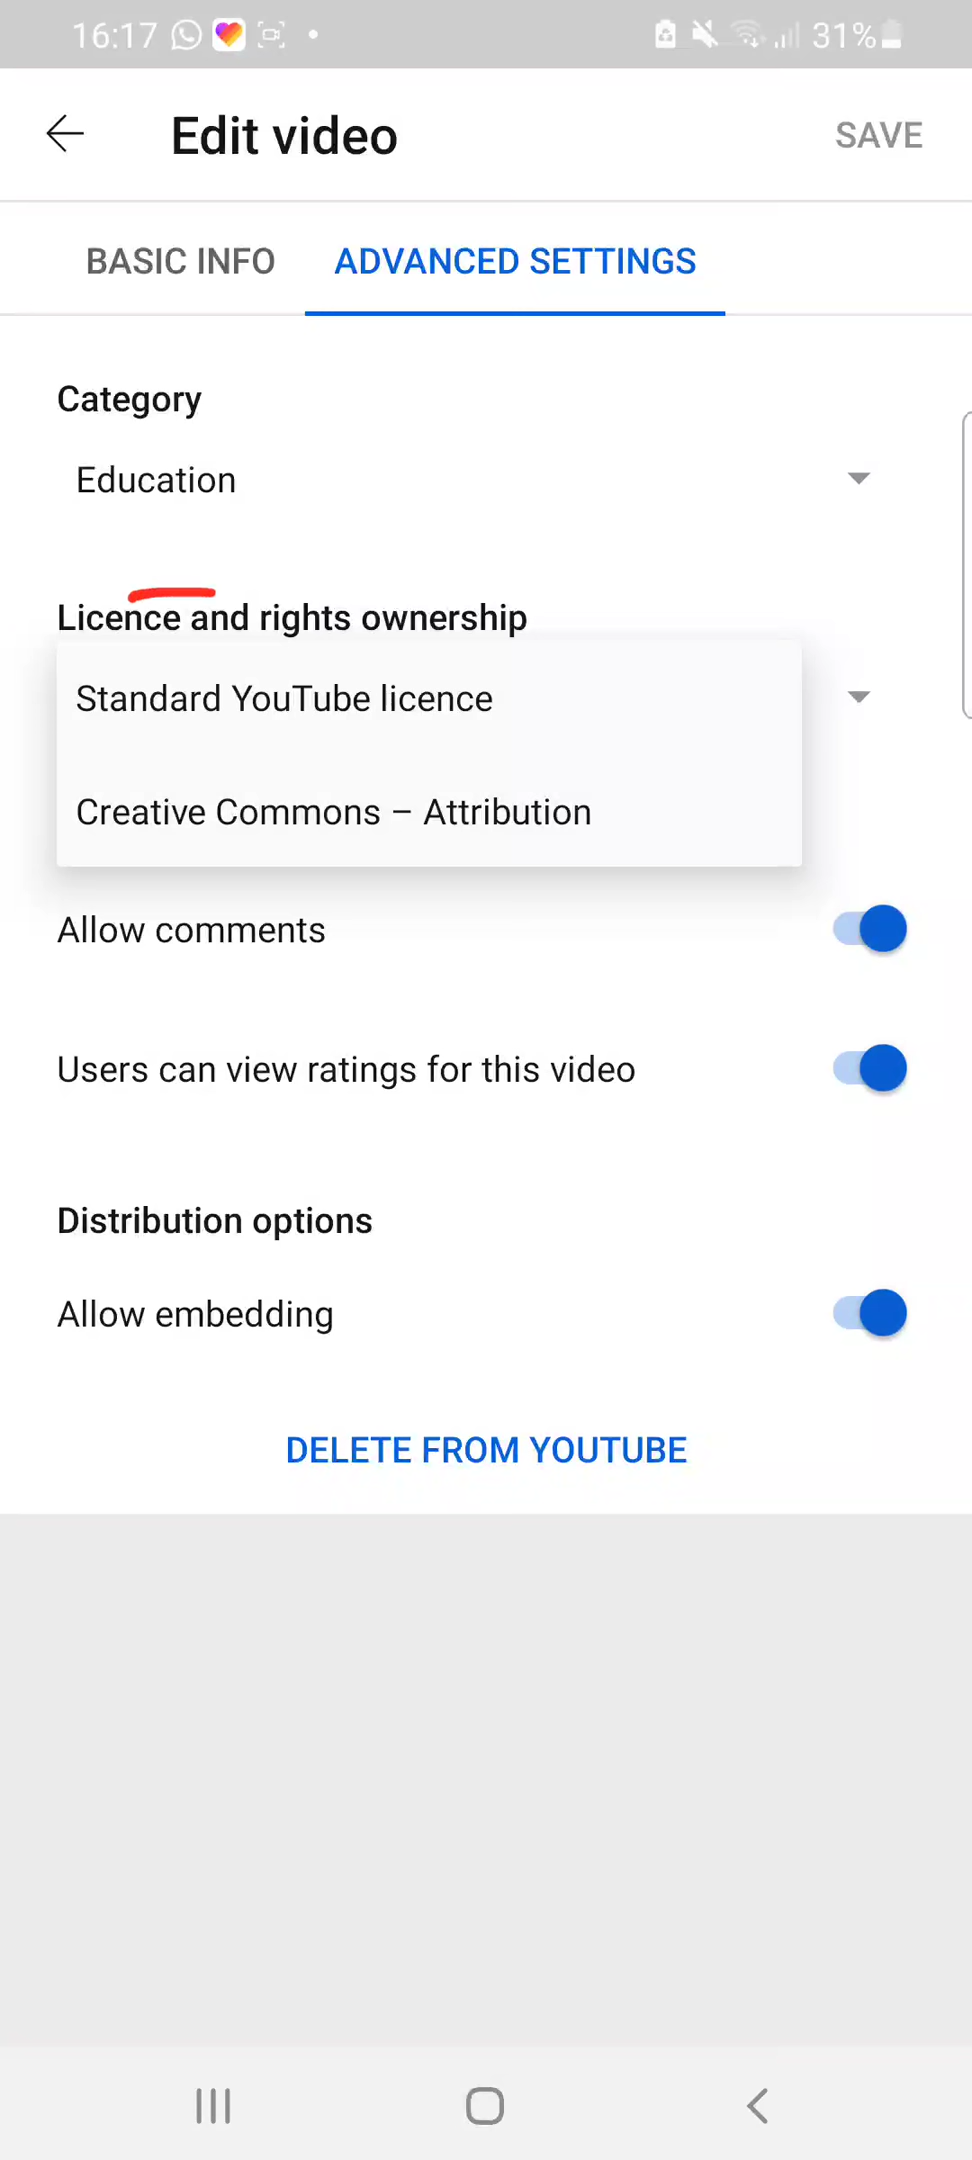 16:17
31%
Edit video
SAVE
BASIC INFO
ADVANCED SETTINGS
Category
Education
Licence and rights ownership
Standard YouTube licence
Creative Commons – Attribution
Allow comments
Users can view ratings for this video
Distribution options
Allow embedding
DELETE FROM YOUTUBE